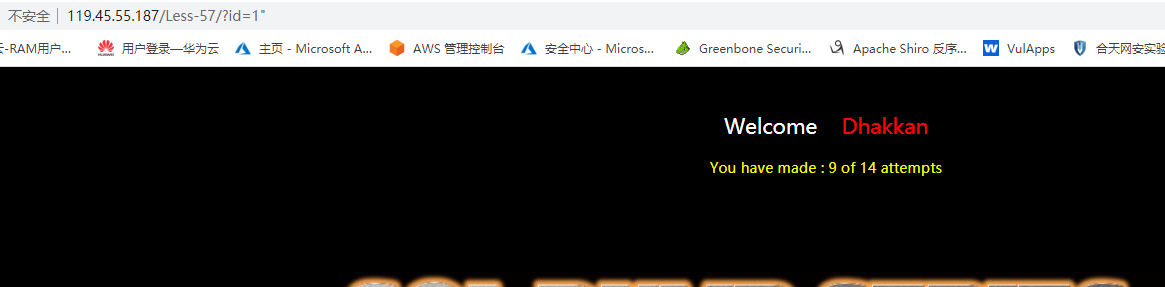 不安全 | 119.45.55.187/Less-57/?id=1"
云-RAM用户... 用户登录—华为云 主页 - Microsoft A... AWS 管理控制台 安全中心 - Micros... Greenbone Securi... Apache Shiro 反序... VulApps 合天网安实验
Welcome Dhakkan
You have made : 9 of 14 attempts